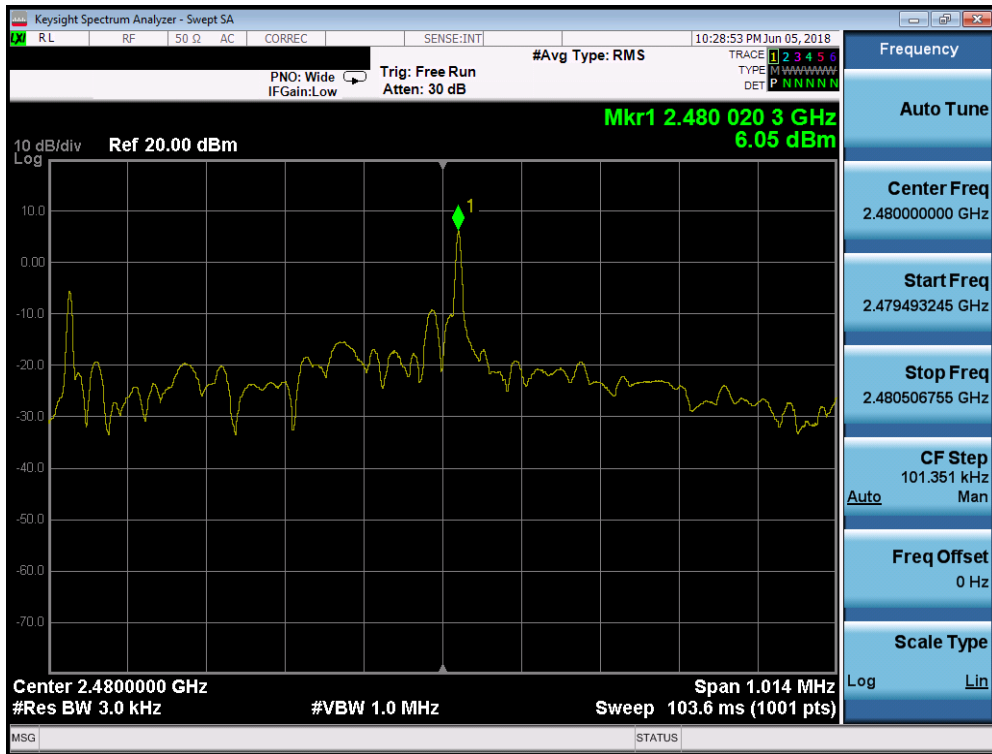 Keysight Spectrum Analyzer - Swept SA
LXI RL RF 50 Ω AC CORREC SENSE:INT 10:28:53 PM Jun 05, 2018
#Avg Type: RMS
TRACE 1 2 3 4 5 6
PNO: Wide Trig: Free Run TYPE M W W W W W
IFGain:Low Atten: 30 dB DET P N N N N N
Mkr1 2.480 020 3 GHz
6.05 dBm
10 dB/div Ref 20.00 dBm
Log
1
10.0
0.00
-10.0
-20.0
-30.0
-40.0
-50.0
-60.0
-70.0
Center 2.4800000 GHz Span 1.014 MHz
#Res BW 3.0 kHz #VBW 1.0 MHz Sweep 103.6 ms (1001 pts)
MSG STATUS
Frequency
Auto Tune
Center Freq
2.480000000 GHz
Start Freq
2.479493245 GHz
Stop Freq
2.480506755 GHz
CF Step
101.351 kHz
Auto Man
Freq Offset
0 Hz
Scale Type
Log Lin